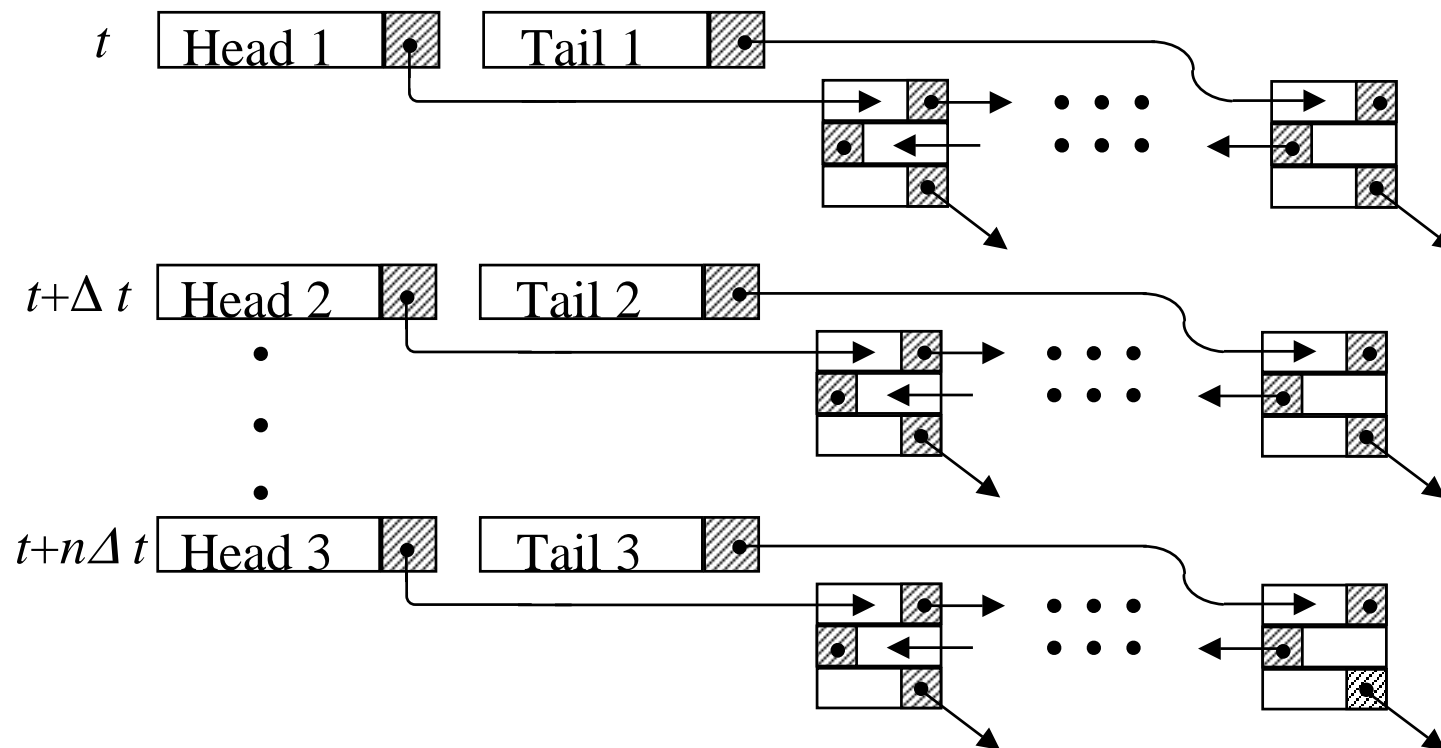 t Head 1 Tail 1
t+Δ t Head 2 Tail 2
t+nΔ t Head 3 Tail 3